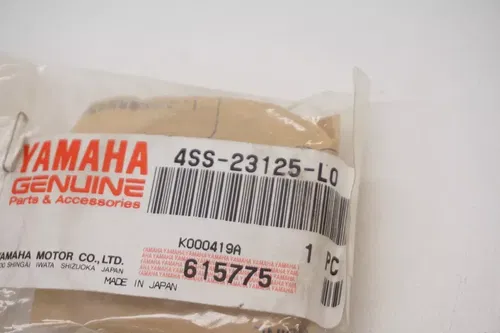 YAMAHA
GENUINE
Parts & Accessories
4SS-23125-L0
K000419A
1 PC
615775
YAMAHA MOTOR CO., LTD.
SHINGAI IWATA SHIZUOKA JAPAN
MADE IN JAPAN